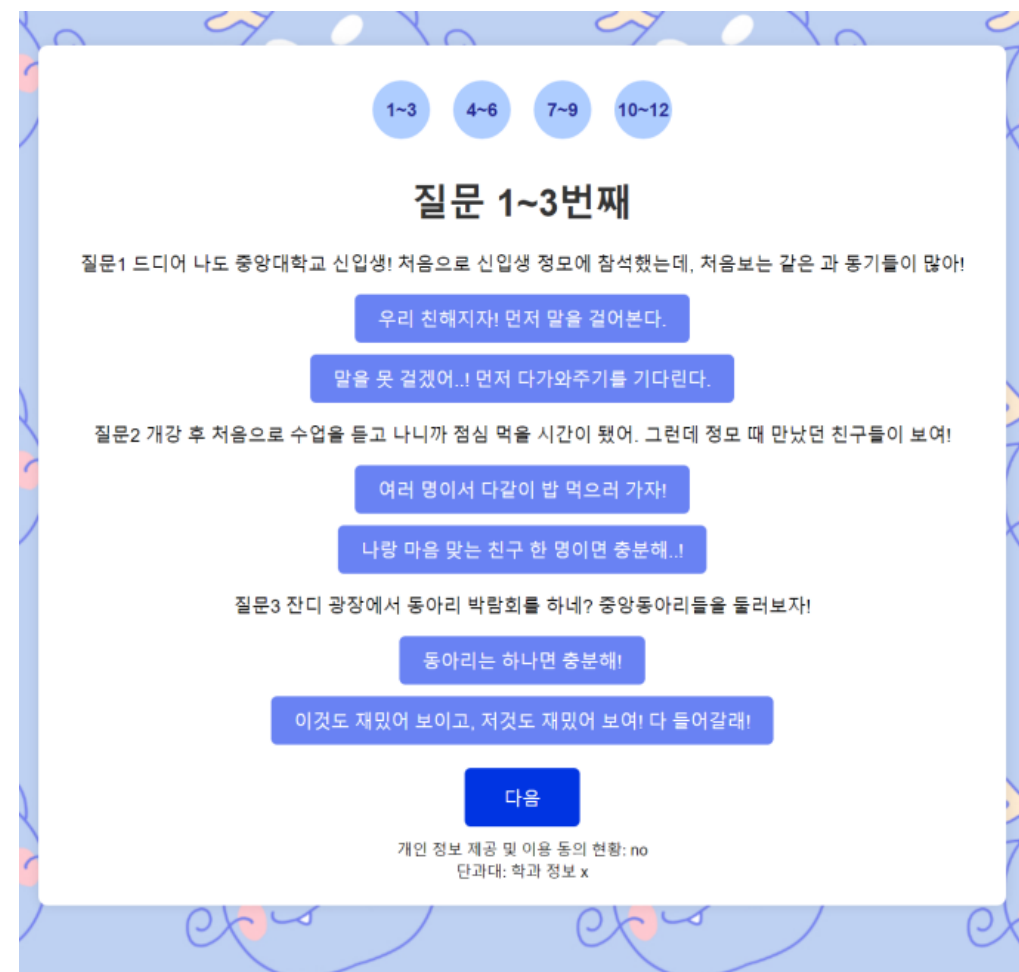 1~3 4~6 7~9 10~12
질문 1~3번째
질문1 드디어 나도 중앙대학교 신입생! 처음으로 신입생 정모에 참석했는데, 처음보는 같은 과 동기들이 많아!
우리 친해지자! 먼저 말을 걸어본다.
말을 못 걸겠어..! 먼저 다가와주기를 기다린다.
질문2 개강 후 처음으로 수업을 듣고 나니까 점심 먹을 시간이 됐어. 그런데 정모 때 만났던 친구들이 보여!
여러 명이서 다같이 밥 먹으러 가자!
나랑 마음 맞는 친구 한 명이면 충분해..!
질문3 잔디 광장에서 동아리 박람회를 하네? 중앙동아리들을 둘러보자!
동아리는 하나면 충분해!
이것도 재밌어 보이고, 저것도 재밌어 보여! 다 들어갈래!
다음
개인 정보 제공 및 이용 동의 현황: no
단과대: 학과 정보 x